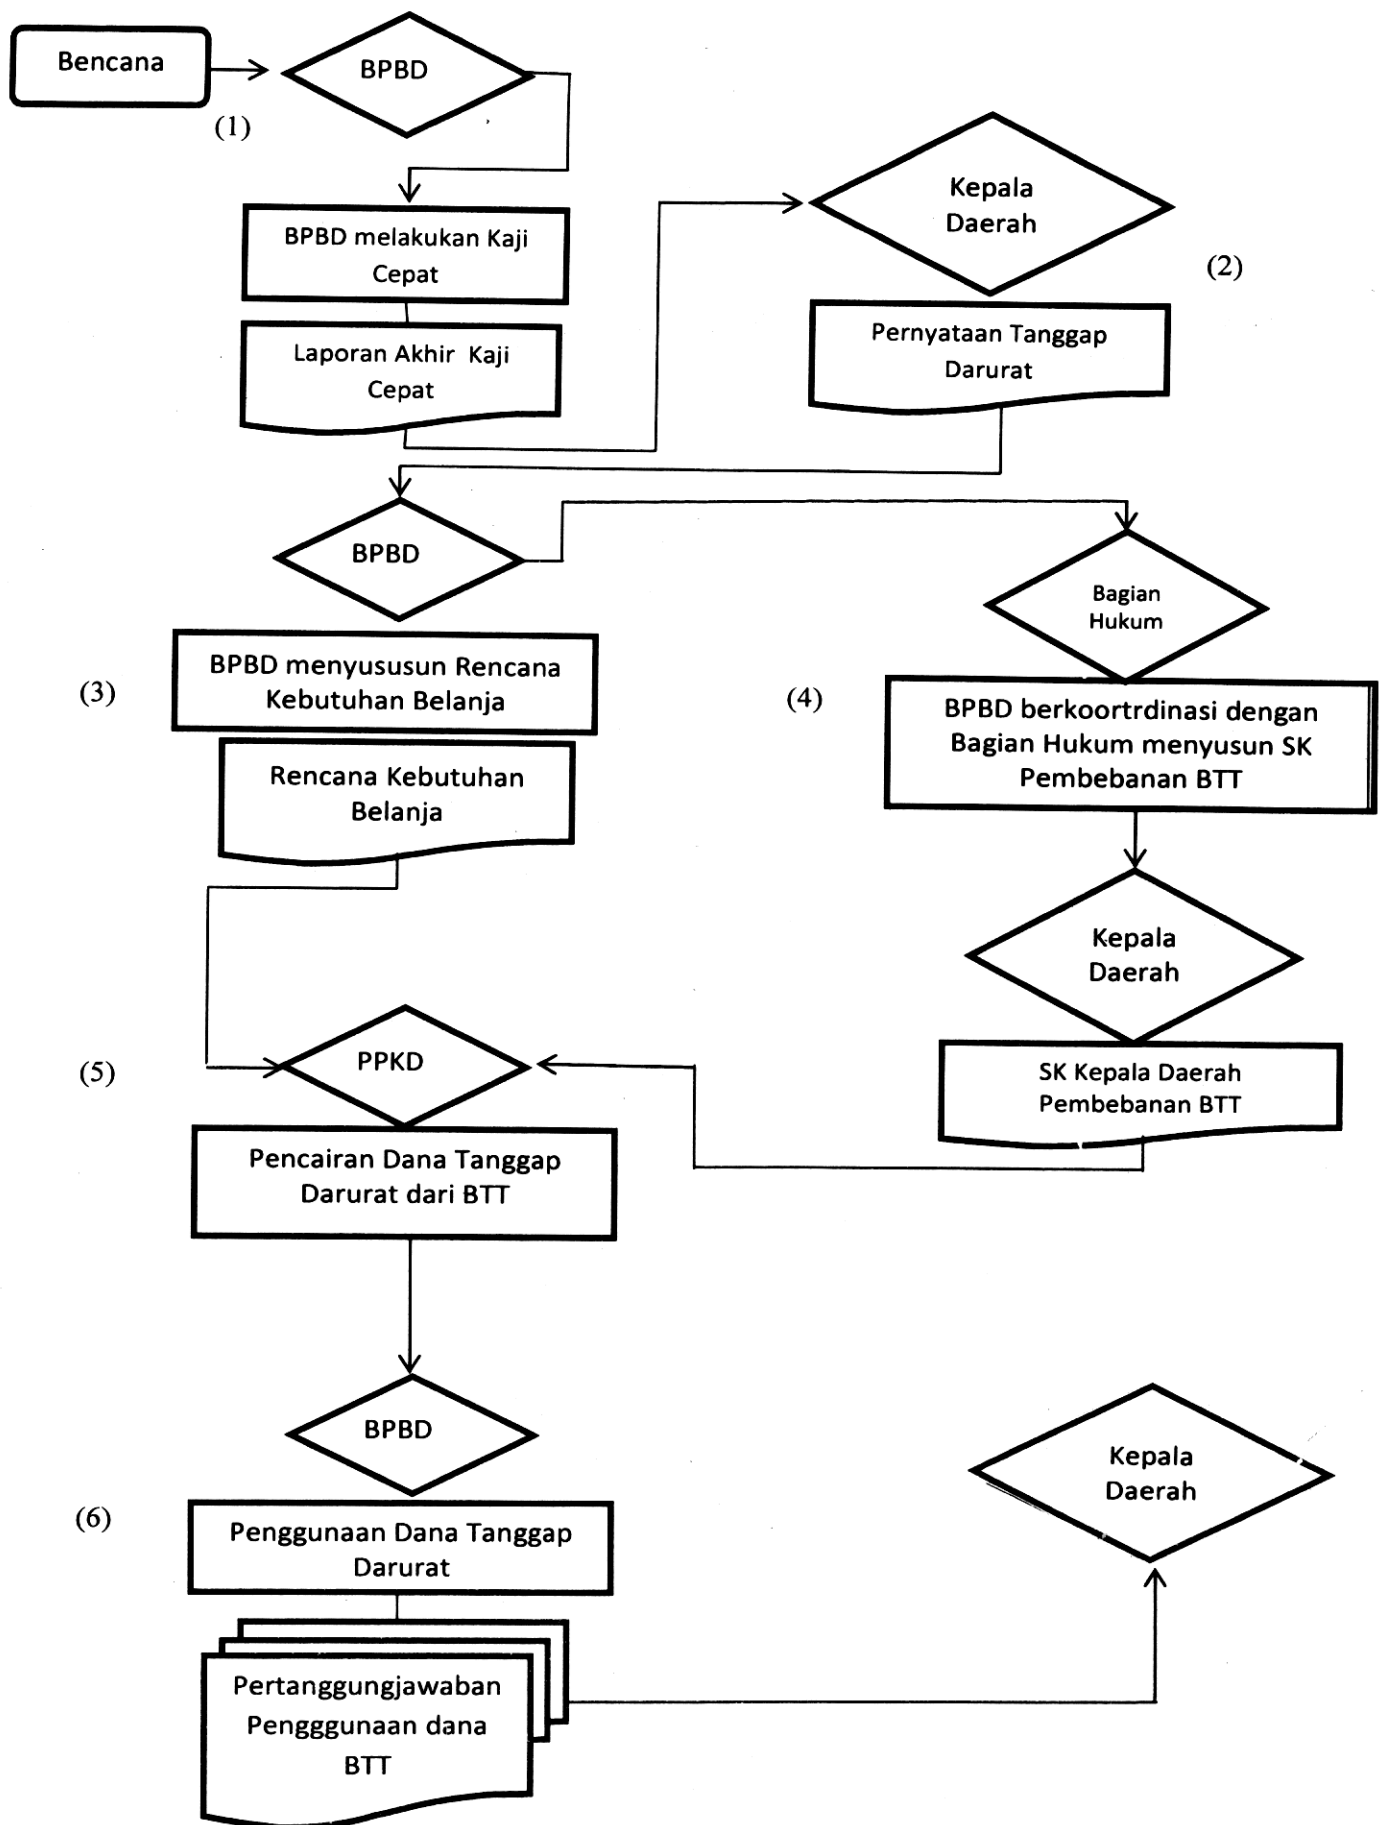 Bencana
BPBD
(1)
BPBD melakukan Kaji
Cepat
Laporan Akhir Kaji
Cepat
Kepala
Daerah
(2)
Pernyataan Tanggap
Darurat
BPBD
(3)
BPBD menyususun Rencana
Kebutuhan Belanja
Rencana Kebutuhan
Belanja
Bagian
Hukum
(4)
BPBD berkoortrdinasi dengan
Bagian Hukum menyusun SK
Pembebanan BTT
Kepala
Daerah
SK Kepala Daerah
Pembebanan BTT
(5)
PPKD
Pencairan Dana Tanggap
Darurat dari BTT
BPBD
(6)
Penggunaan Dana Tanggap
Darurat
Pertanggungjawaban
Pengggunaan dana
BTT
Kepala
Daerah